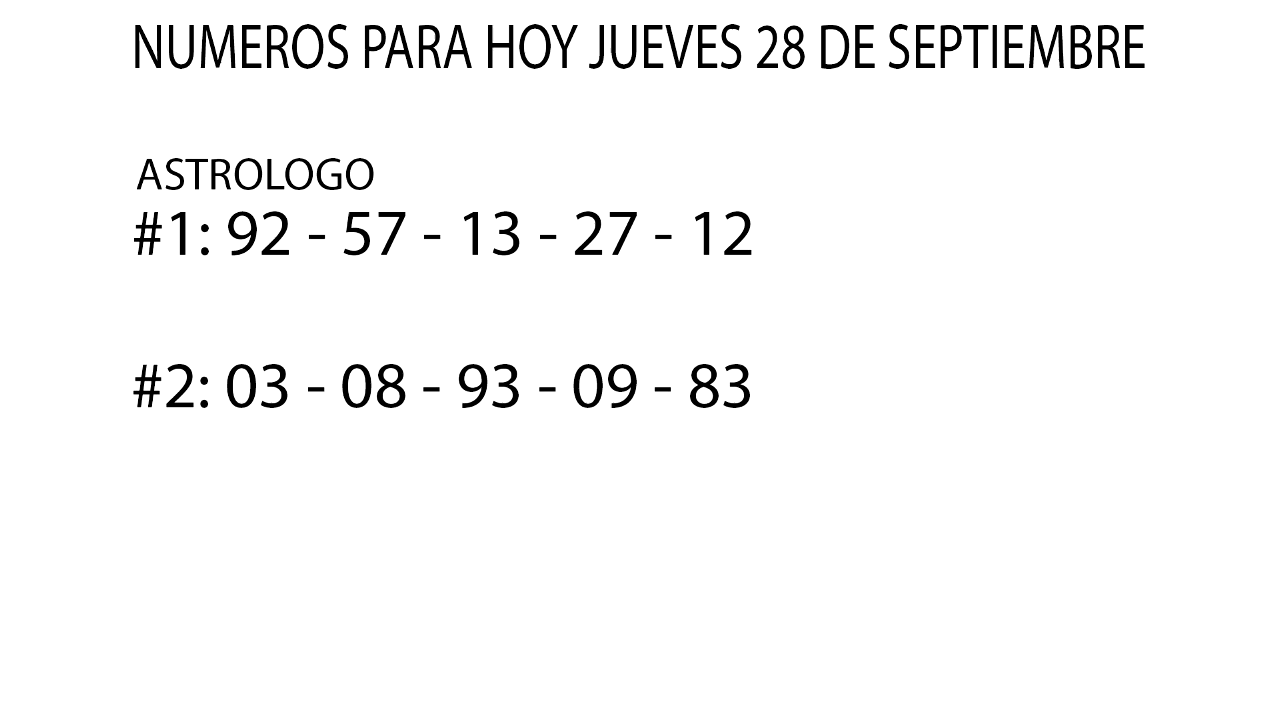 NUMEROS PARA HOY JUEVES 28 DE SEPTIEMBRE
ASTROLOGO
#1: 92 - 57 - 13 - 27 - 12
#2: 03 - 08 - 93 - 09 - 83